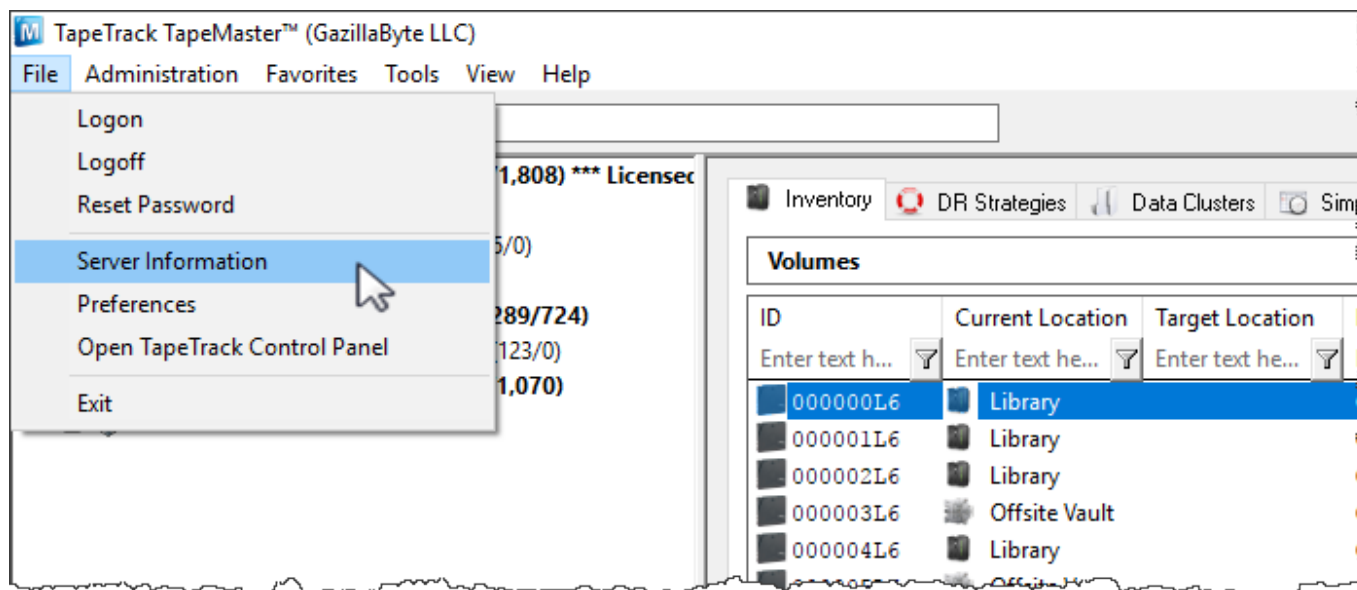 TapeTrack TapeMaster™ (GazillaByte LLC)
File Administration Favorites Tools View Help
Logon
Logoff
Reset Password
Server Information
Preferences
Open TapeTrack Control Panel
Exit
1,808) *** Licensed
/0)
289/724)
123/0)
1,070)
Inventory DR Strategies Data Clusters Simp
Volumes
ID Current Location Target Location
Enter text h... Enter text he... Enter text he...
000000L6 Library
000001L6 Library
000002L6 Library
000003L6 Offsite Vault
000004L6 Library